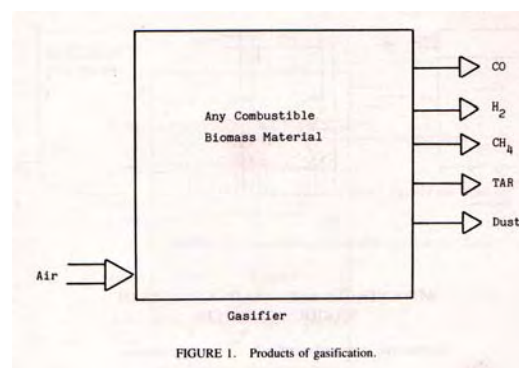 CO
Any Combustible
Biomass Material
H2
CH4
TAR
Dust
Air
Gasifier
FIGURE 1. Products of gasification.